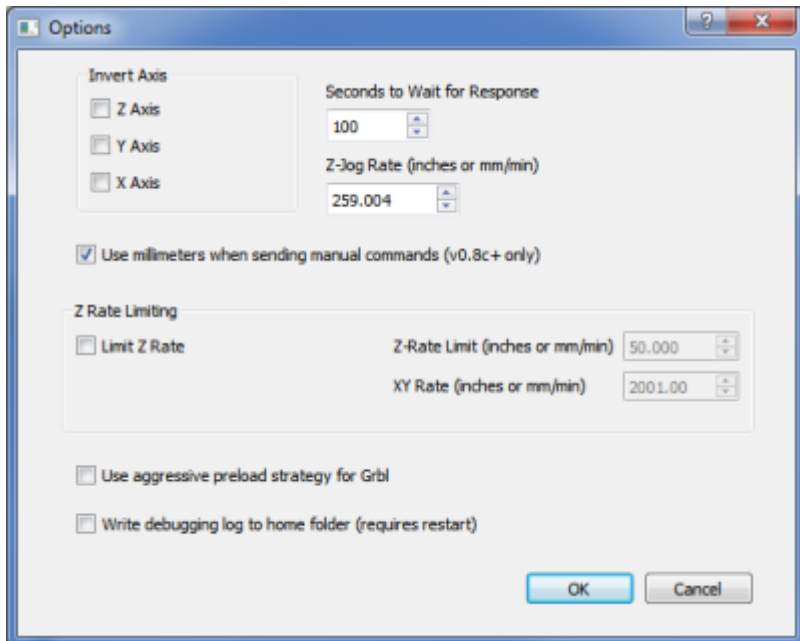 Options
Invert Axis
Z Axis
Y Axis
X Axis
Seconds to Wait for Response
100
Z-Jog Rate (inches or mm/min)
259.004
Use millimeters when sending manual commands (v0.8c+ only)
Z Rate Limiting
Limit Z Rate
Z-Rate Limit (inches or mm/min) 50.000
XY Rate (inches or mm/min) 2001.00
Use aggressive preload strategy for Grbl
Write debugging log to home folder (requires restart)
OK Cancel